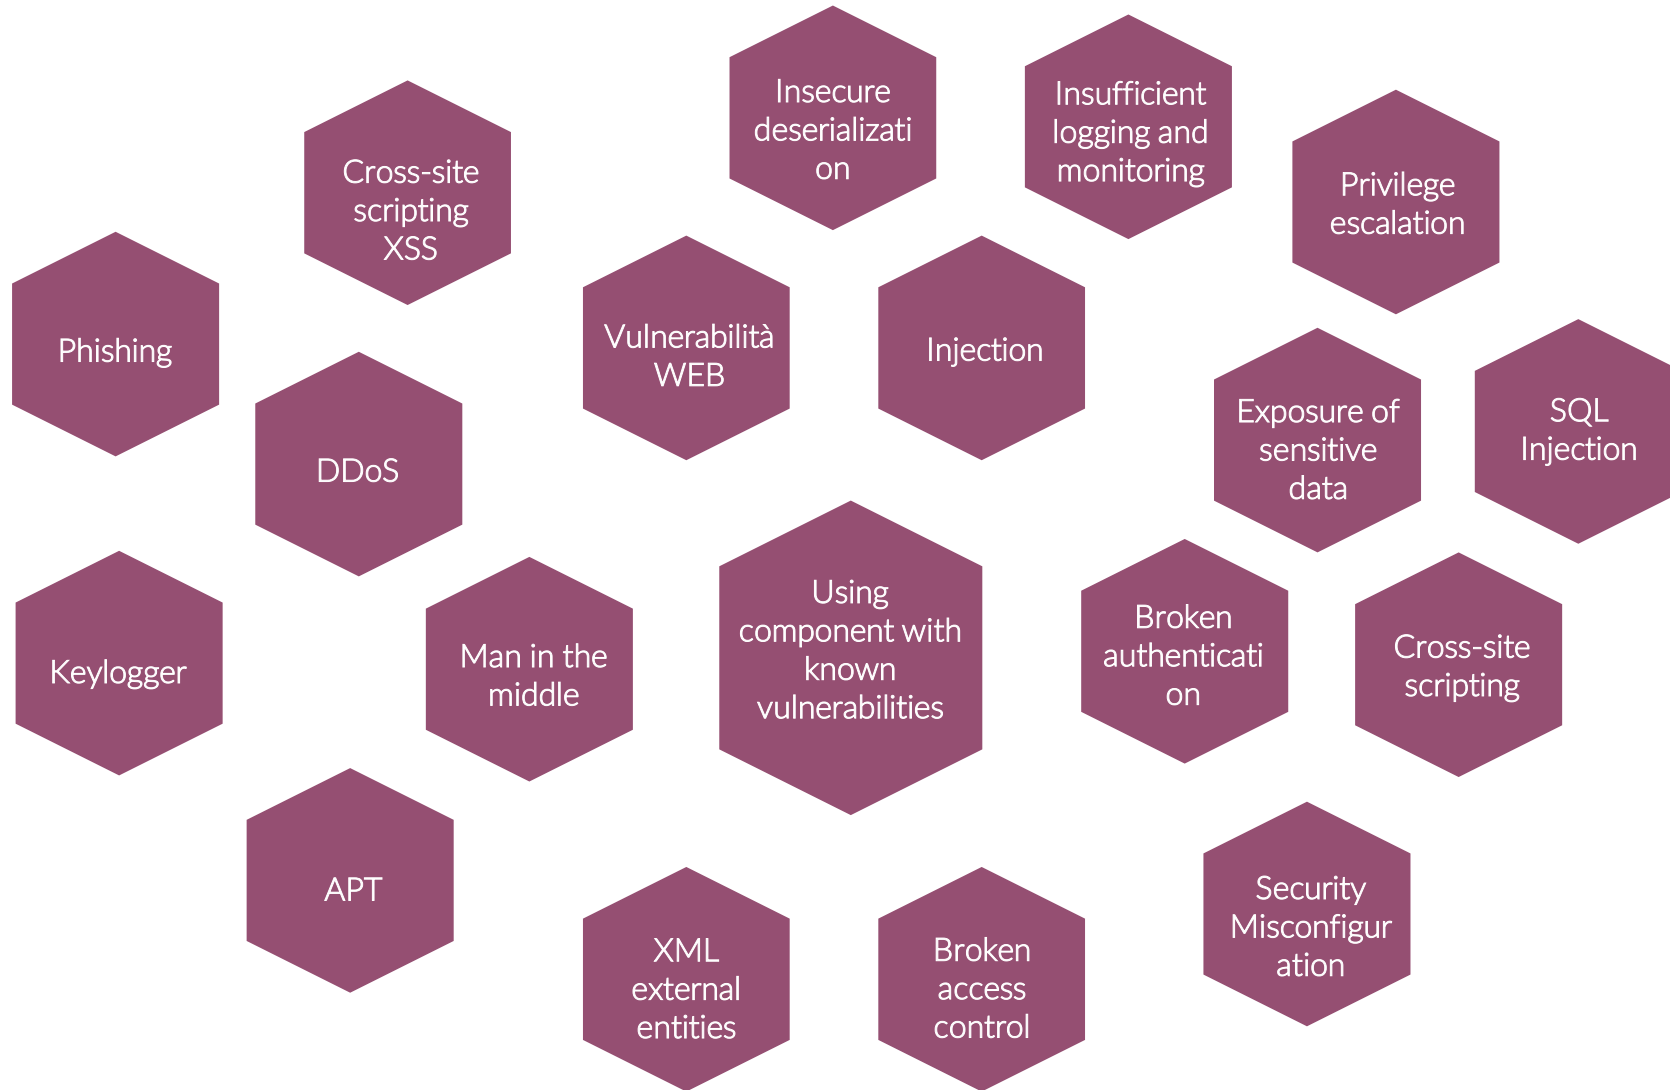 Insecure
deserializati
on
Insufficient
logging and
monitoring
Cross-site
scripting
XSS
Privilege
escalation
Phishing
Vulnerabilità
WEB
Injection
DDoS
Exposure of
sensitive
data
SQL
Injection
Keylogger
Man in the
middle
Using
component with
known
vulnerabilities
Broken
authenticati
on
Cross-site
scripting
APT
XML
external
entities
Broken
access
control
Security
Misconfigur
ation